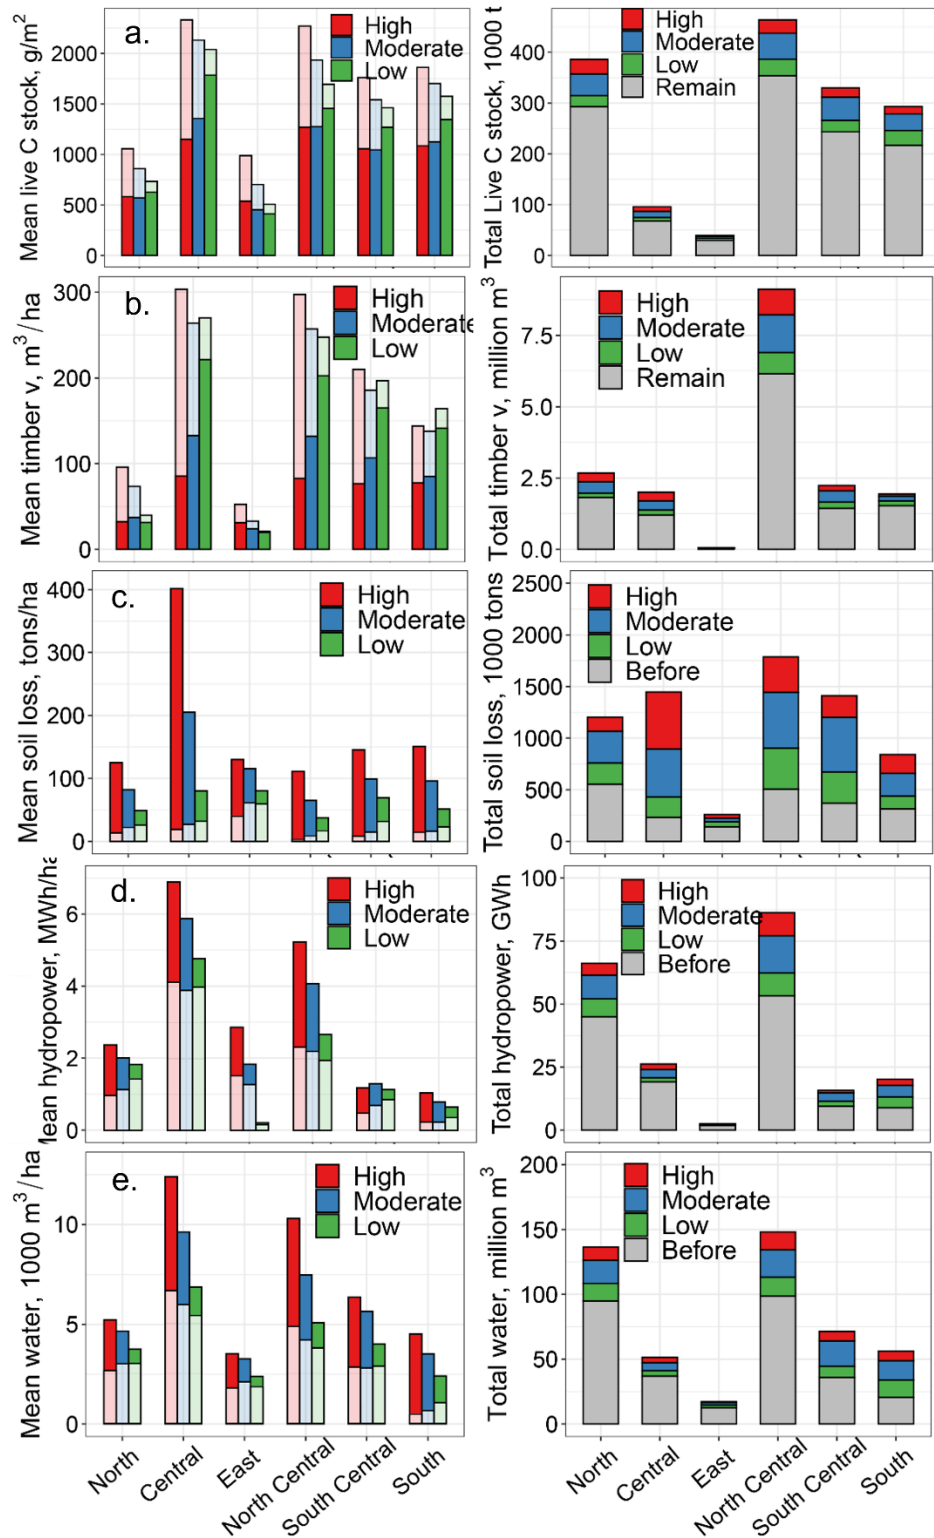 a.
Mean live C stock, g/m²
2000
1500
1000
500
0
High
Moderate
Low
Total Live C stock, 1000 t
400
300
200
100
0
High
Moderate
Low
Remain
b.
Mean timber v, m³/ha
300
200
100
0
High
Moderate
Low
Total timber v, million m³
7.5
5.0
2.5
0.0
High
Moderate
Low
Remain
c.
Mean soil loss, tons/ha
400
300
200
100
0
High
Moderate
Low
Total soil loss, 1000 tons
2500
2000
1500
1000
500
0
High
Moderate
Low
Before
d.
Mean hydropower, MWh/ha
6
4
2
0
High
Moderate
Low
Total hydropower, GWh
100
75
50
25
0
High
Moderate
Low
Before
e.
Mean water, 1000 m³/ha
10
5
0
High
Moderate
Low
Total water, million m³
200
150
100
50
0
High
Moderate
Low
Before
North
Central
East
North Central
South Central
South
North
Central
East
North Central
South Central
South